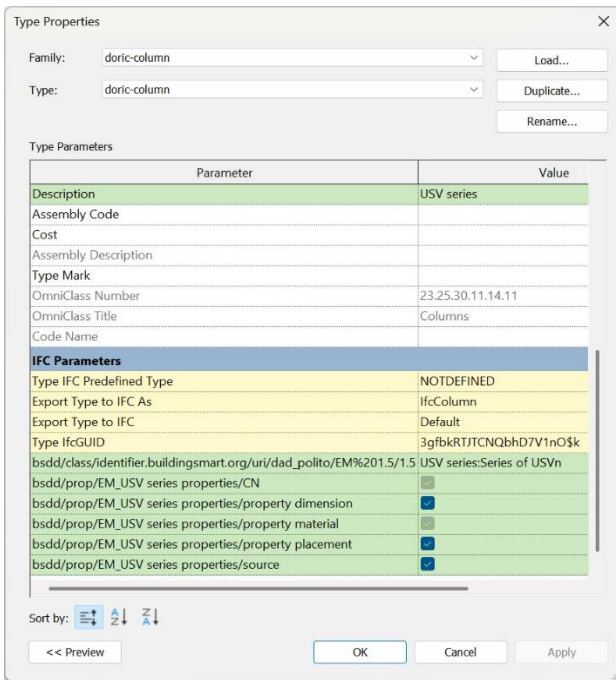 Type Properties
Family: doric-column Load...
Type: doric-column Duplicate...
Rename...
Type Parameters
Parameter Value
Description USV series
Assembly Code
Cost
Assembly Description
Type Mark
OmniClass Number 23.25.30.11.14.11
OmniClass Title Columns
Code Name
IFC Parameters
Type IFC Predefined Type NOTDEFINED
Export Type to IFC As IfcColumn
Export Type to IFC Default
Type IfcGUID 3gfbkRTJTCNQbhD7V1nO$k
bsdd/class/identifier.buildingsmart.org/uri/dad_polito/EM%201.5/1.5 USV series:Series of USVn
bsdd/prop/EM_USV series properties/CN
bsdd/prop/EM_USV series properties/property dimension
bsdd/prop/EM_USV series properties/property material
bsdd/prop/EM_USV series properties/property placement
bsdd/prop/EM_USV series properties/source
Sort by:
<< Preview OK Cancel Apply